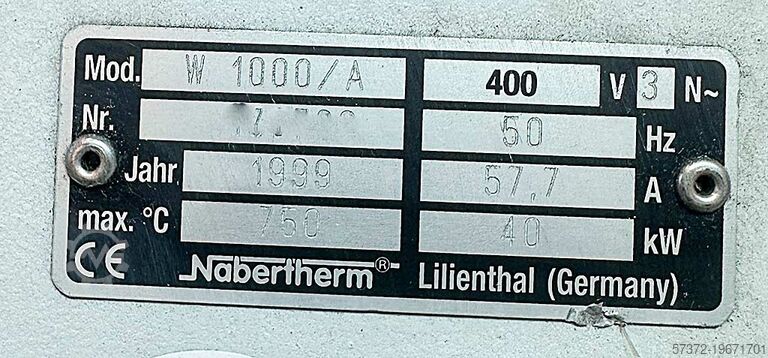 Mod. W 1000/A 400 V 3 N~
Nr. 50 Hz
Jahr 1999 57,7 A
max. °C 750 40 kW
CE Nabertherm® Lilienthal (Germany)
57372-19671701